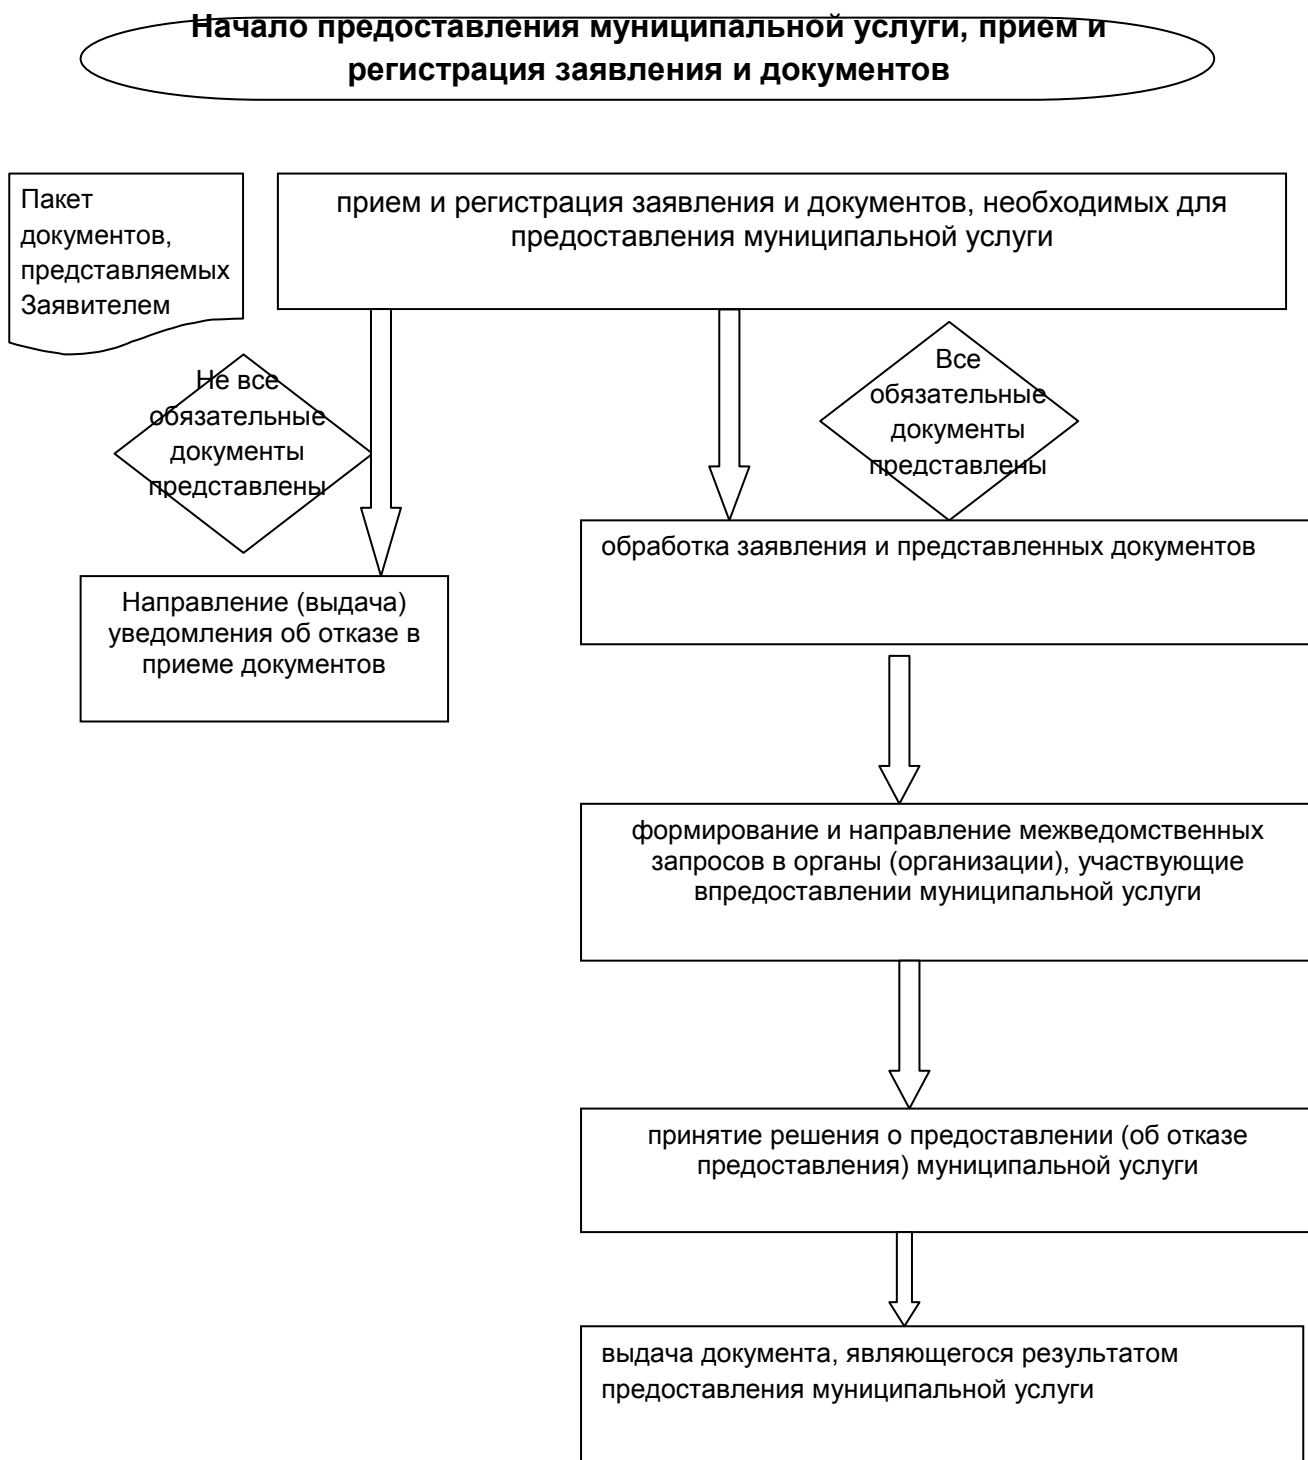 Начало предоставления муниципальной услуги, прием и
регистрация заявления и документов
Пакет
документов,
представляемых
Заявителем
прием и регистрация заявления и документов, необходимых для
предоставления муниципальной услуги
Не все
обязательные
документы
представлены
Все
обязательные
документы
представлены
Направление (выдача)
уведомления об отказе в
приеме документов
обработка заявления и представленных документов
формирование и направление межведомственных
запросов в органы (организации), участвующие
впредоставлении муниципальной услуги
принятие решения о предоставлении (об отказе
предоставления) муниципальной услуги
выдача документа, являющегося результатом
предоставления муниципальной услуги